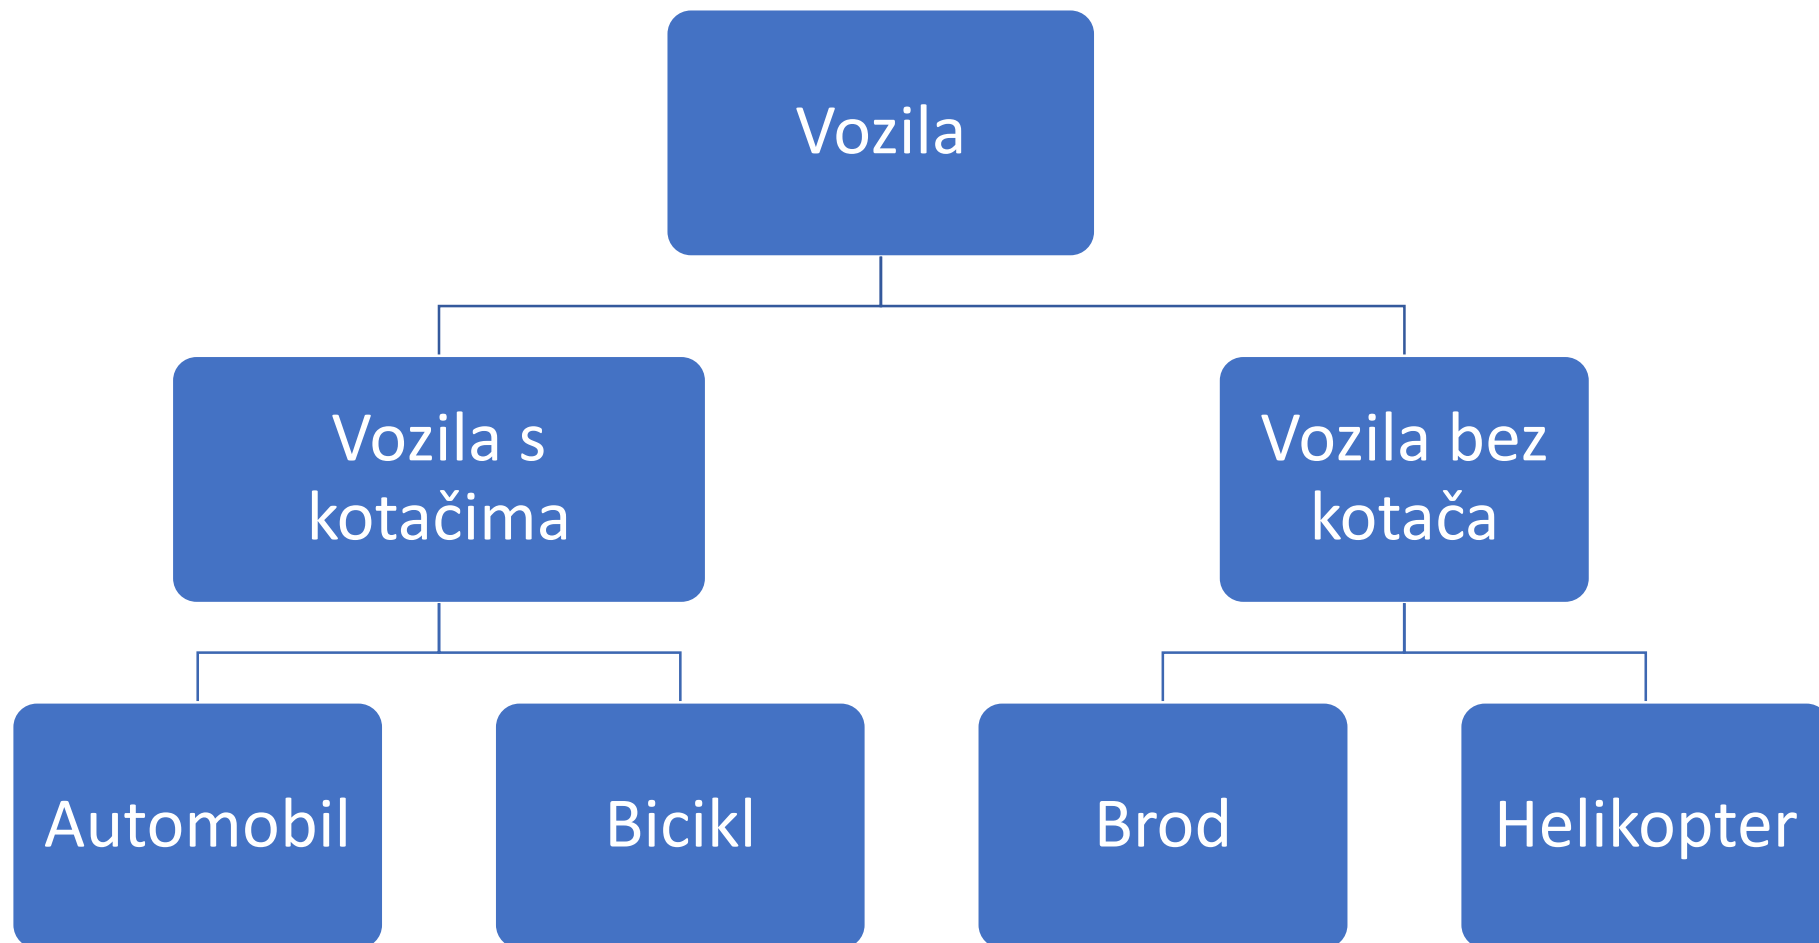 Vozila
Vozila s
kotačima
Vozila bez
kotača
Automobil
Bicikl
Brod
Helikopter